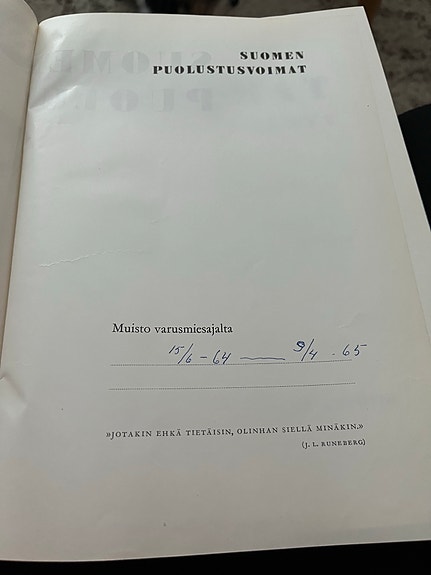 SUOMEN
PUOLUSTUSVOIMAT
Muisto varusmiesajalta
15/6 - 64 — 9/4 . 65
»JOTAKIN EHKÄ TIETÄISIN, OLINHAN SIELLÄ MINÄKIN.»
(J. L. RUNEBERG)